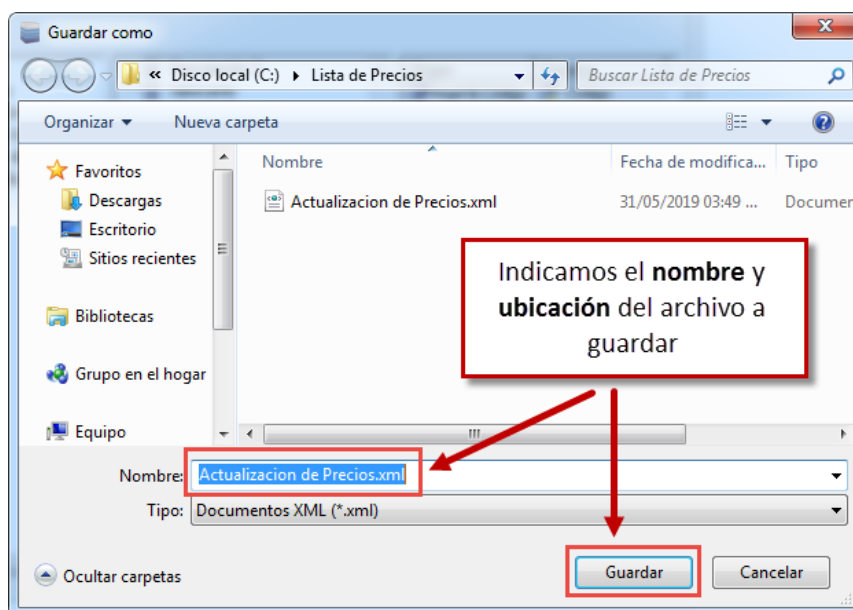 Guardar como
« Disco local (C:) ▸ Lista de Precios
Buscar Lista de Precios
Organizar
Nueva carpeta
Favoritos
Descargas
Escritorio
Sitios recientes
Bibliotecas
Grupo en el hogar
Equipo
Nombre
Fecha de modifica...
Tipo
Actualizacion de Precios.xml
31/05/2019 03:49 ...
Documen
Indicamos el nombre y
ubicación del archivo a
guardar
Nombre: Actualizacion de Precios.xml
Tipo: Documentos XML (*.xml)
Ocultar carpetas
Guardar
Cancelar